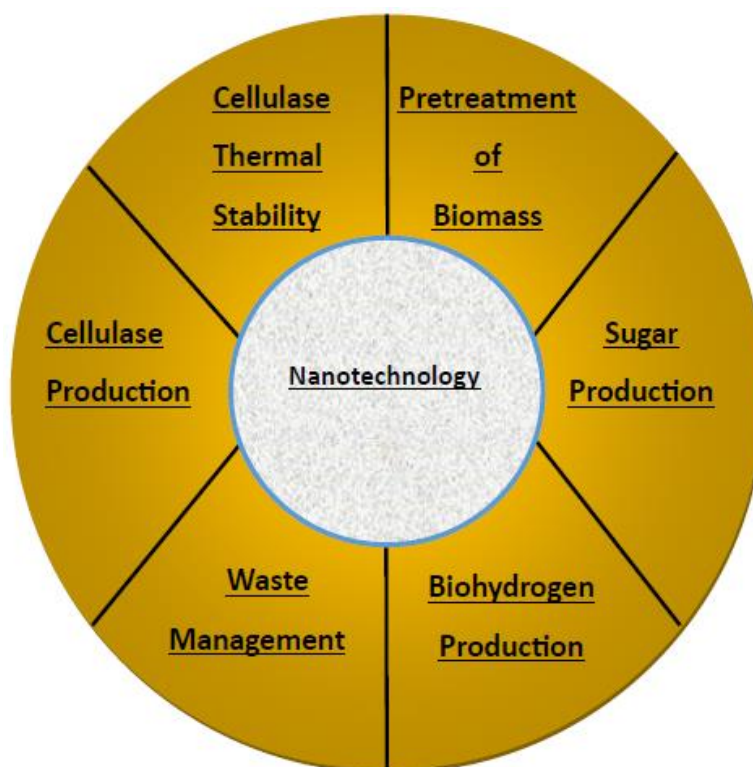 Cellulase
Thermal
Stability
Pretreatment
of
Biomass
Cellulase
Production
Nanotechnology
Sugar
Production
Waste
Management
Biohydrogen
Production